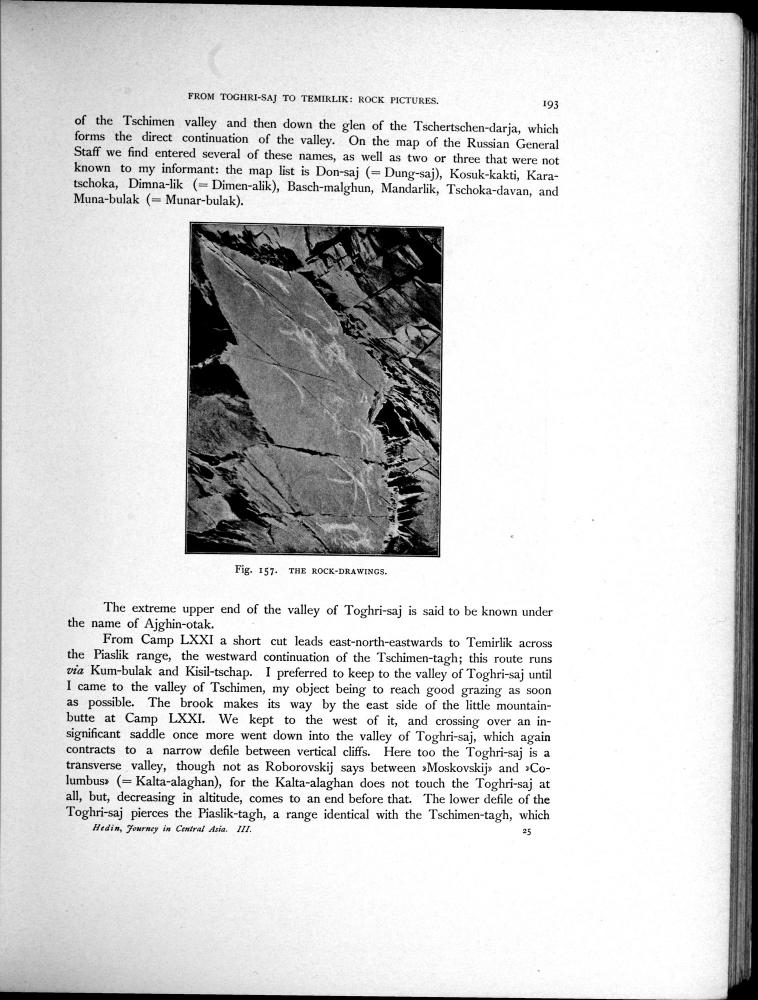 FROM TOGHRI-SAJ TO TEMIRLIK: ROCK PICTURES. 193
of the Tschimen valley and then down the glen of the Tschertschen-darja, which
forms the direct continuation of the valley. On the map of the Russian General
Staff we find entered several of these names, as well as two or three that were not
known to my informant: the map list is Don-saj (= Dung-saj), Kosuk-kakti, Kara-
tschoka, Dimna-lik (= Dimen-alik), Basch-malghun, Mandarlik, Tschoka-davan, and
Muna-bulak (= Munar-bulak).
Fig. 157. THE ROCK-DRAWINGS.
The extreme upper end of the valley of Toghri-saj is said to be known under
the name of Ajghin-otak.
From Camp LXXI a short cut leads east-north-eastwards to Temirlik across
the Piaslik range, the westward continuation of the Tschimen-tagh; this route runs
via Kum-bulak and Kisil-tschap. I preferred to keep to the valley of Toghri-saj until
I came to the valley of Tschimen, my object being to reach good grazing as soon
as possible. The brook makes its way by the east side of the little mountain-
butte at Camp LXXI. We kept to the west of it, and crossing over an in-
significant saddle once more went down into the valley of Toghri-saj, which again
contracts to a narrow defile between vertical cliffs. Here too the Toghri-saj is a
transverse valley, though not as Roborovskij says between »Moskovskij» and »Co-
lumbus» (= Kalta-alaghan), for the Kalta-alaghan does not touch the Toghri-saj at
all, but, decreasing in altitude, comes to an end before that. The lower defile of the
Toghri-saj pierces the Piaslik-tagh, a range identical with the Tschimen-tagh, which
Hedin, Journey in Central Asia. III. 25